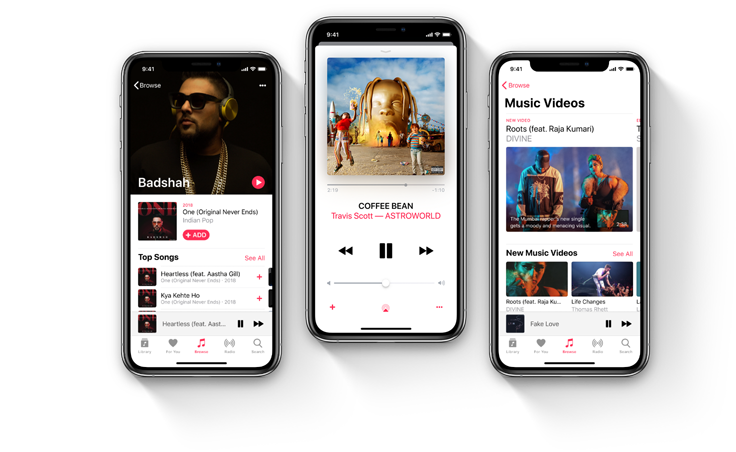 9:41
Browse
Badshah
ONE
BADSHAH
2018
One (Original Never Ends)
Indian Pop
+ ADD
Top Songs
See All
Heartless (feat. Aastha Gill)
One (Original Never Ends) · 2018
Kya Kehte Ho
One (Original Never Ends) · 2018
Heartless (feat. Aast...
Library
For You
Browse
Radio
Search
9:41
0:19
-1:10
COFFEE BEAN
Travis Scott — ASTROWORLD
9:41
Browse
Music Videos
NEW VIDEO
Roots (feat. Raja Kumari)
DIVINE
The Mumbai rapper's new single
gets a moody and menacing visual.
New Music Videos
See All
Roots (feat. Raja Ku...
DIVINE
Life Changes
Thomas Rhett
Fake Love
Library
For You
Browse
Radio
Search